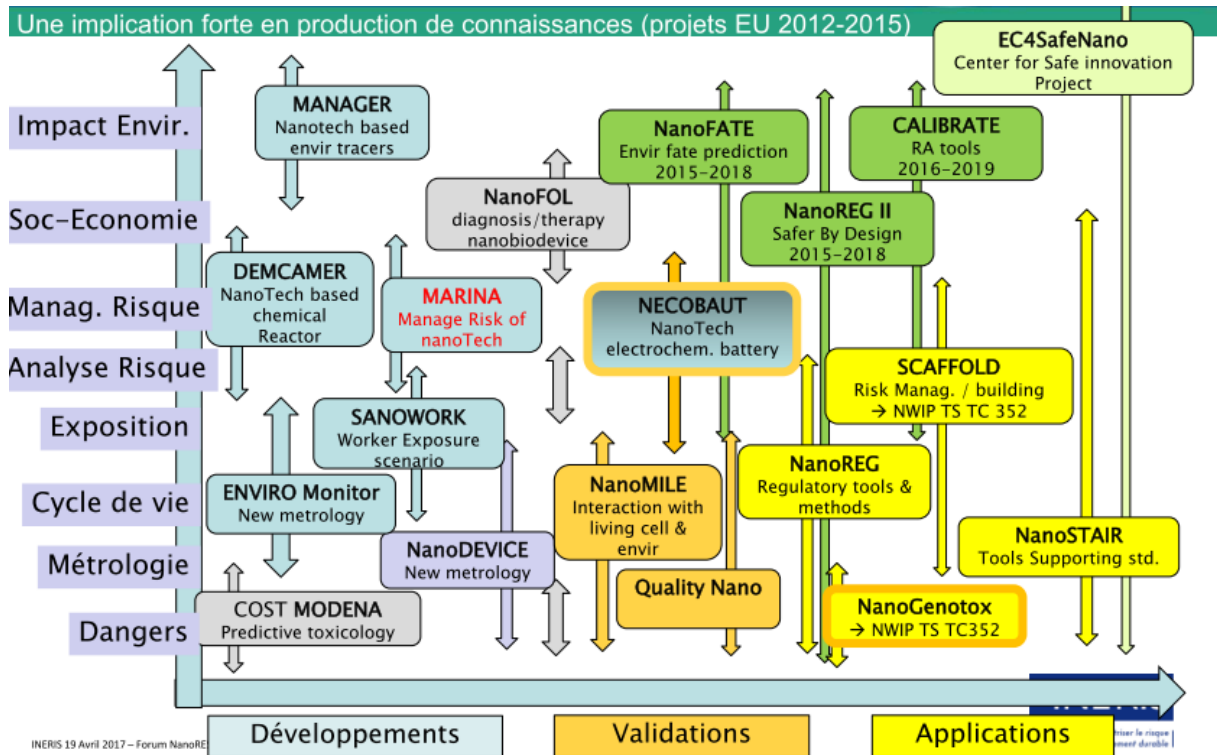 Une implication forte en production de connaissances (projets EU 2012-2015)
EC4SafeNano
Center for Safe innovation
Project
Impact Envir.
Soc-Economie
Manag. Risque
Analyse Risque
Exposition
Cycle de vie
Métrologie
Dangers
MANAGER
Nanotech based
envir tracers
NanoFATE
Envir fate prediction
2015-2018
CALIBRATE
RA tools
2016-2019
NanoFOL
diagnosis/therapy
nanobiodevice
NanoREG II
Safer By Design
2015-2018
DEMCAMER
NanoTech based
chemical
Reactor
MARINA
Manage Risk of
nanoTech
NECOBAUT
NanoTech
electrochem. battery
SCAFFOLD
Risk Manag. / building
→ NWIP TS TC 352
SANOWORK
Worker Exposure
scenario
ENVIRO Monitor
New metrology
NanoMILE
Interaction with
living cell &
envir
NanoREG
Regulatory tools &
methods
NanoDEVICE
New metrology
NanoSTAIR
Tools Supporting std.
Quality Nano
COST MODENA
Predictive toxicology
NanoGenotox
→ NWIP TS TC352
Développements
Validations
Applications
INERIS 19 Avril 2017 – Forum NanoRE
triser le risque
ement durable